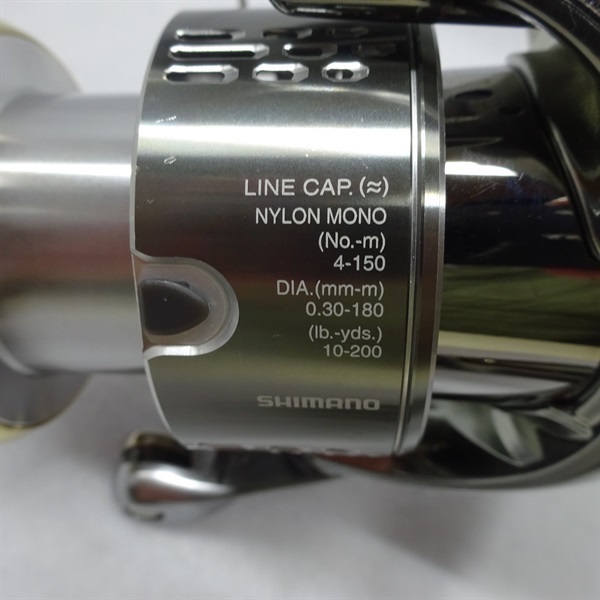 LINE CAP. (≈)
NYLON MONO
(No.-m)
4-150
DIA.(mm-m)
0.30-180
(lb.-yds.)
10-200
SHIMANO